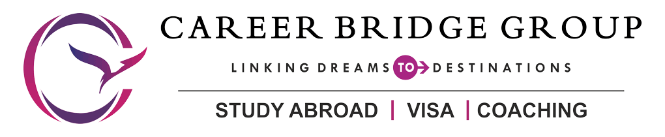 CAREER BRIDGE GROUP
LINKING DREAMS TO DESTINATIONS
STUDY ABROAD | VISA | COACHING